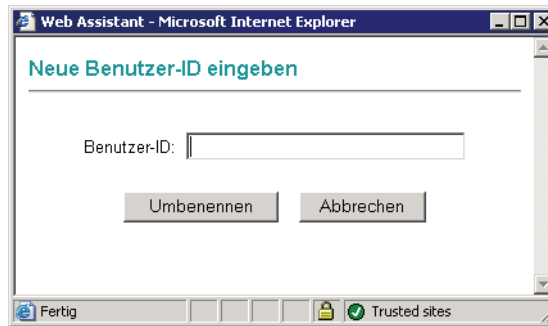 Web Assistant - Microsoft Internet Explorer
Neue Benutzer-ID eingeben
Benutzer-ID:
Umbenennen Abbrechen
Fertig Trusted sites